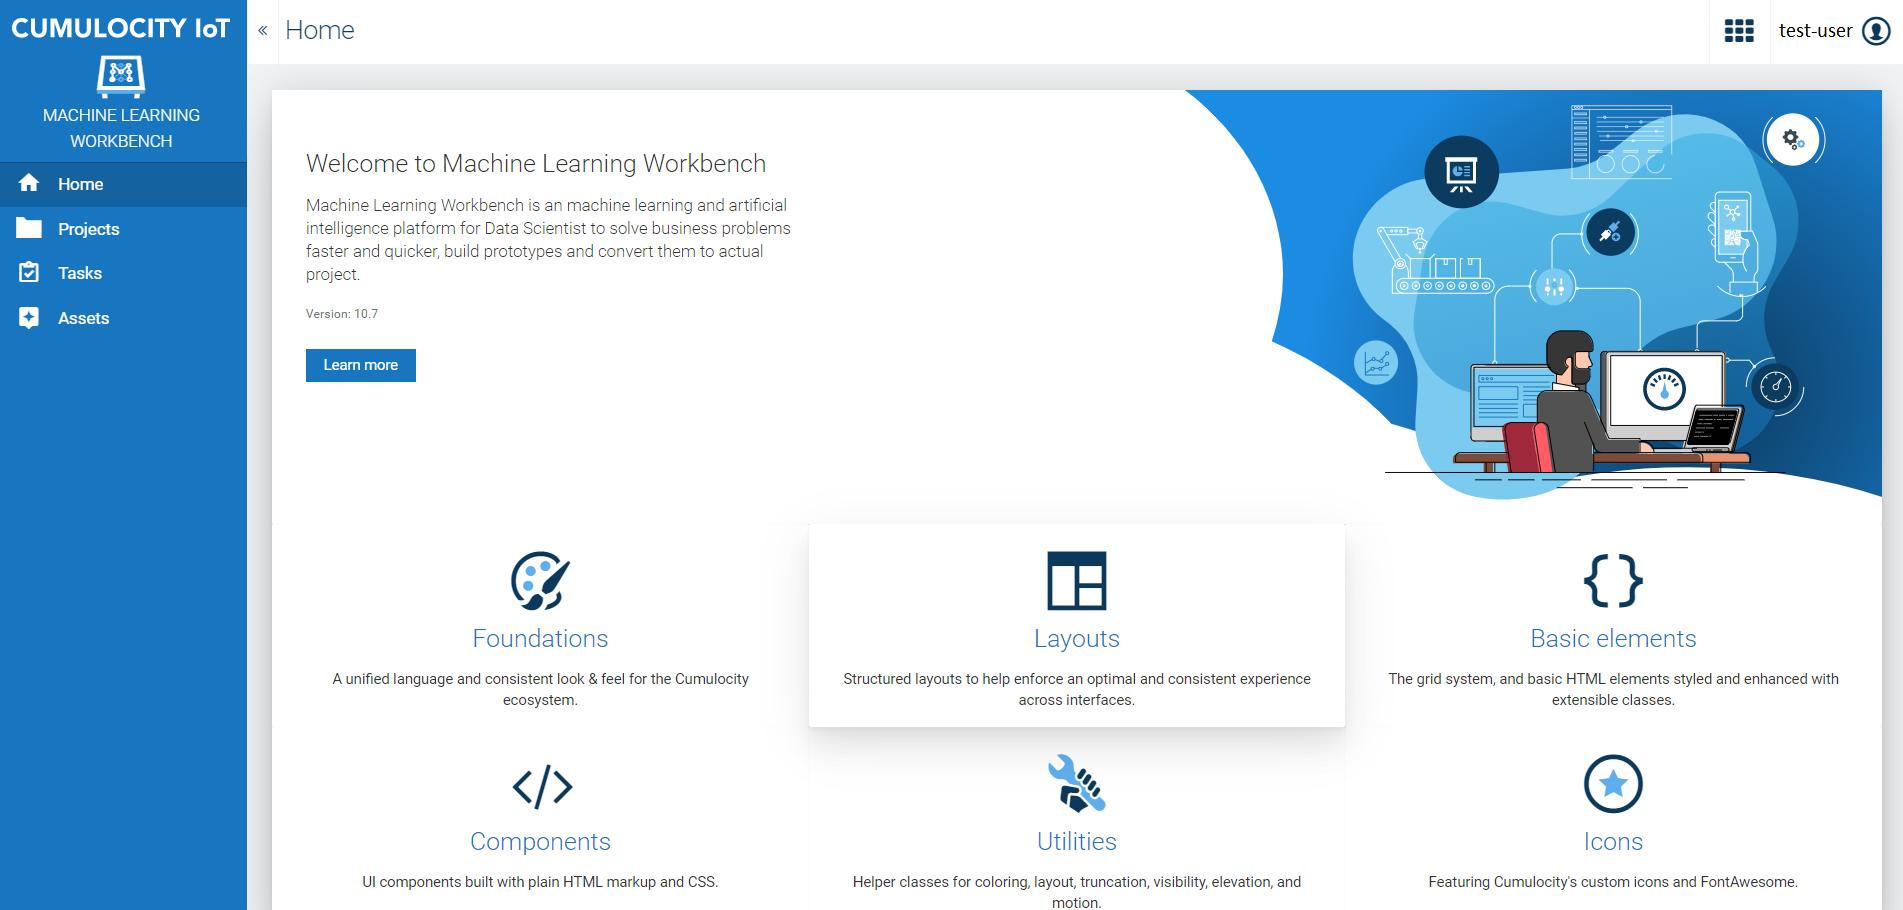 CUMULOCITY IoT
MACHINE LEARNING
WORKBENCH
Home
Projects
Tasks
Assets
«
Home
test-user
Welcome to Machine Learning Workbench
Machine Learning Workbench is an machine learning and artificial
intelligence platform for Data Scientist to solve business problems
faster and quicker, build prototypes and convert them to actual
project.
Version: 10.7
Learn more
Foundations
A unified language and consistent look & feel for the Cumulocity
ecosystem.
Layouts
Structured layouts to help enforce an optimal and consistent experience
across interfaces.
Basic elements
The grid system, and basic HTML elements styled and enhanced with
extensible classes.
Components
UI components built with plain HTML markup and CSS.
Utilities
Helper classes for coloring, layout, truncation, visibility, elevation, and
motion.
Icons
Featuring Cumulocity's custom icons and FontAwesome.